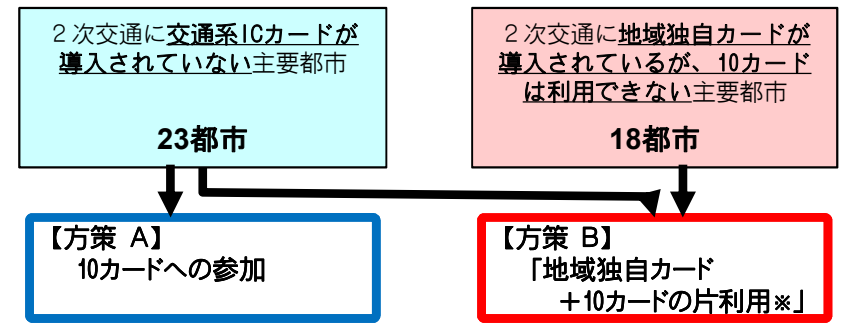 ２次交通に交通系ICカードが
導入されていない主要都市
23都市
２次交通に地域独自カードが
導入されているが、10カード
は利用できない主要都市
18都市
【方策 A】
10カードへの参加
【方策 B】
「地域独自カード
＋10カードの片利用※」